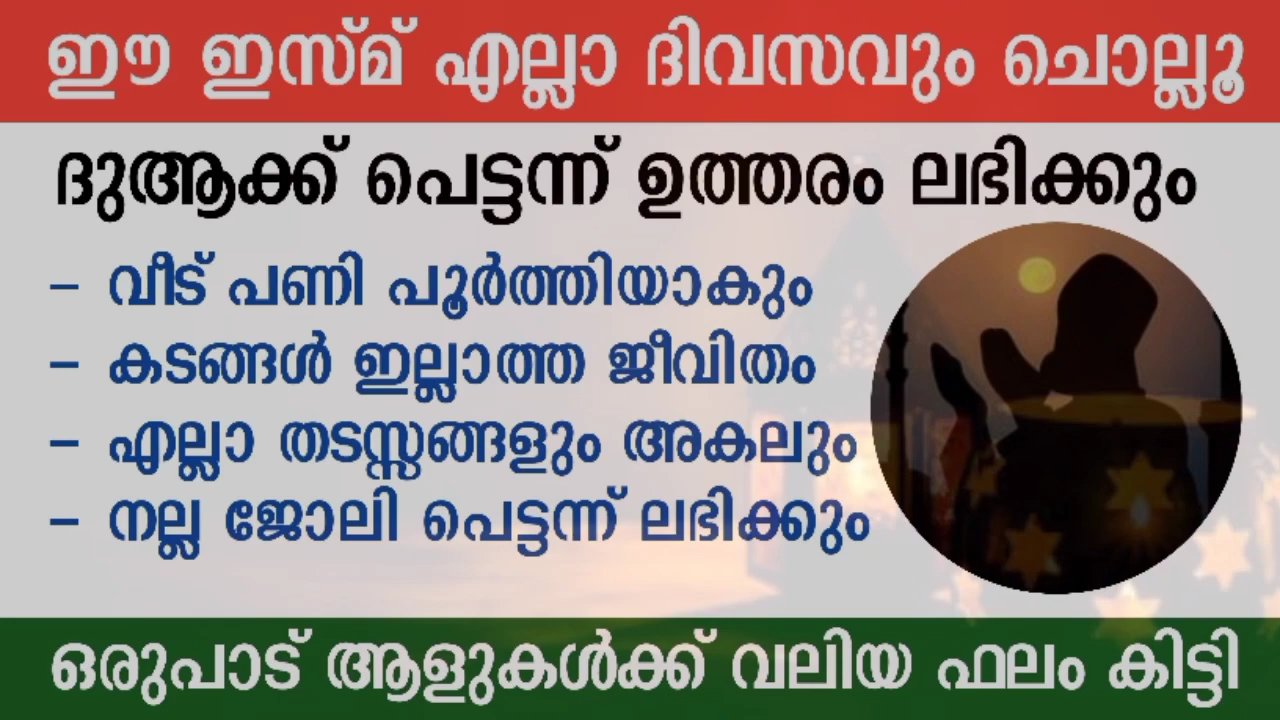 ഈ ഇസ്മ് എല്ലാ ദിവസവും ചൊല്ലൂ
ദുആക്ക് പെട്ടന്ന് ഉത്തരം ലഭിക്കും
- വീട് പണി പൂർത്തിയാകും
- കടങ്ങൾ ഇല്ലാത്ത ജീവിതം
- എല്ലാ തടസ്സങ്ങളും അകലും
- നല്ല ജോലി പെട്ടന്ന് ലഭിക്കും
ഒരുപാട് ആളുകൾക്ക് വലിയ ഫലം കിട്ടി